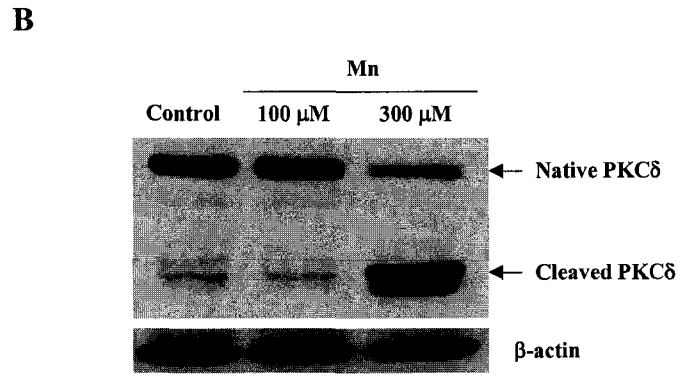 B
Mn
Control 100 μM 300 μM
Native PKCδ
Cleaved PKCδ
β-actin